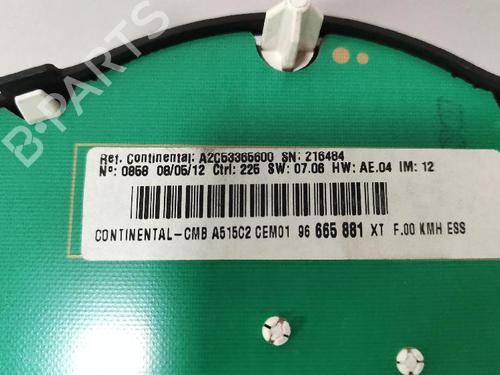 B-PARTS
Ref. Continental: A2C53365600 SN: 216484
Nº: 0858 08/05/12 Ctrl: 225 SW: 07.06 HW: AE.04 IM: 12
CONTINENTAL-CMB A515C2 CEM01 96 665 881 XT F.00 KMH ESS